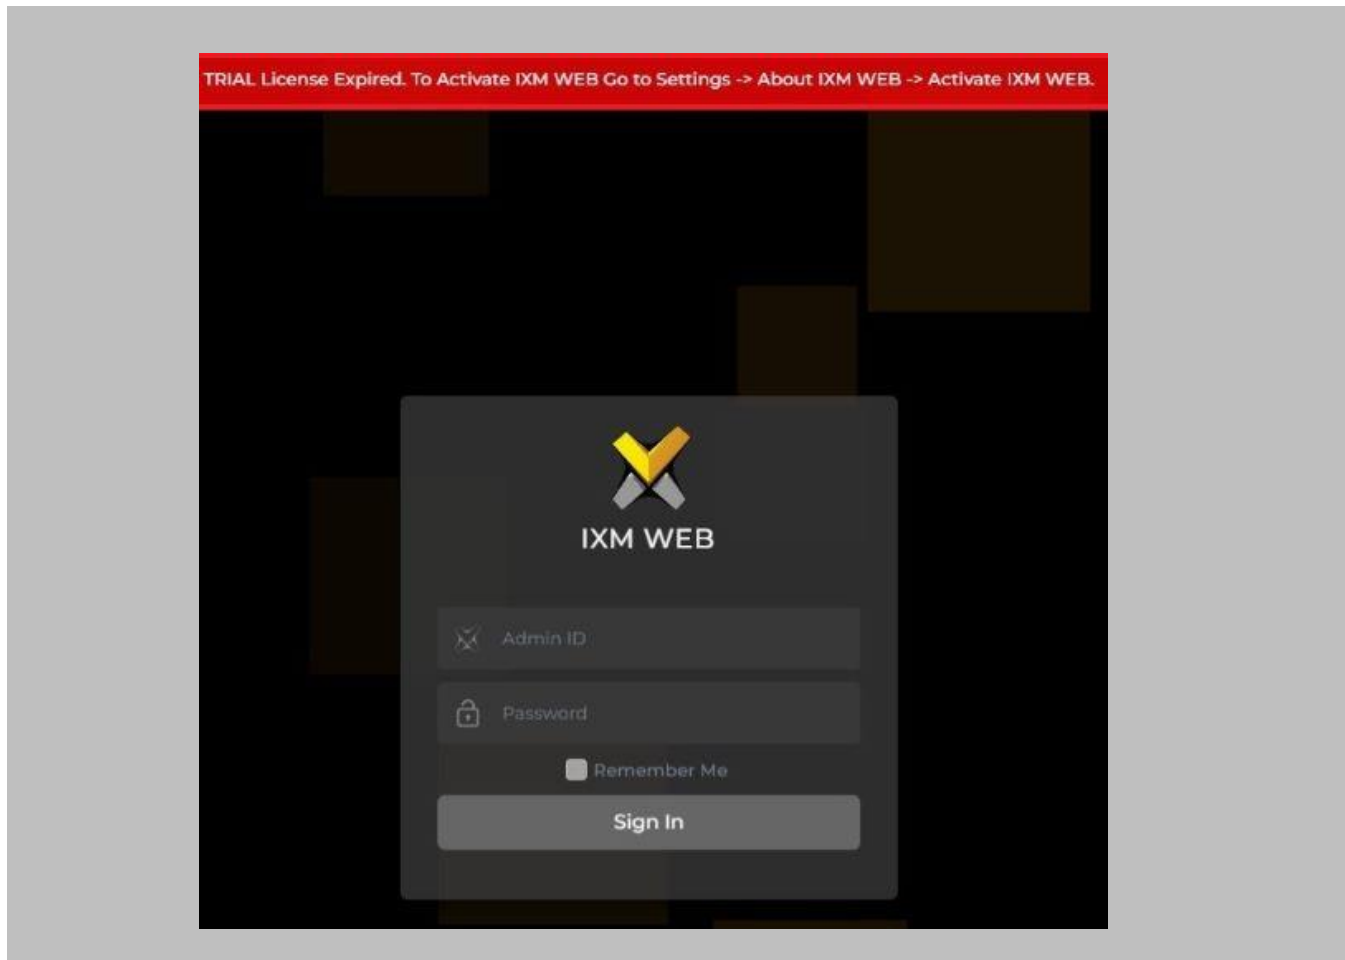 TRIAL License Expired. To Activate IXM WEB Go to Settings -> About IXM WEB -> Activate IXM WEB.
IXM WEB
Admin ID
Password
Remember Me
Sign In